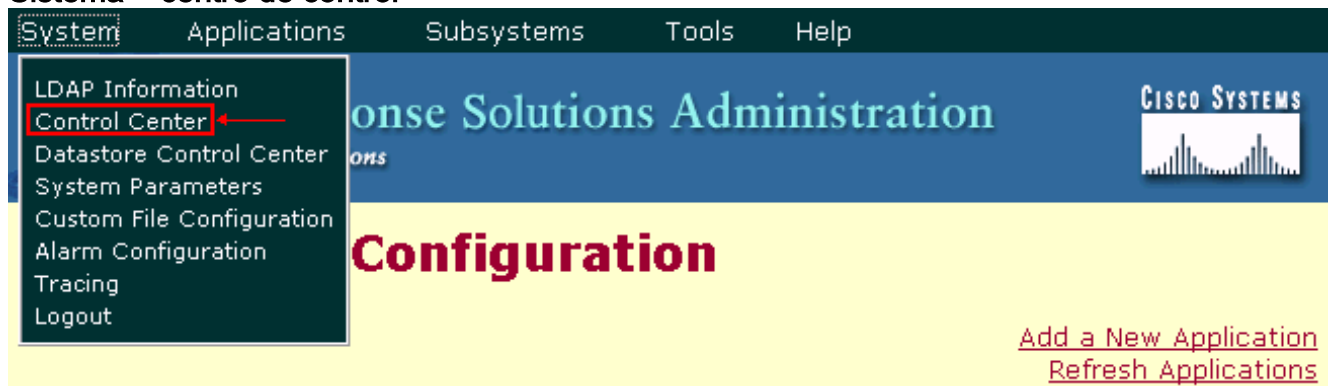 System Applications Subsystems Tools Help
LDAP Information
Control Center
Datastore Control Center
System Parameters
Custom File Configuration
Alarm Configuration
Tracing
Logout
onse Solutions Administration
ons
CISCO SYSTEMS
Configuration
Add a New Application
Refresh Applications